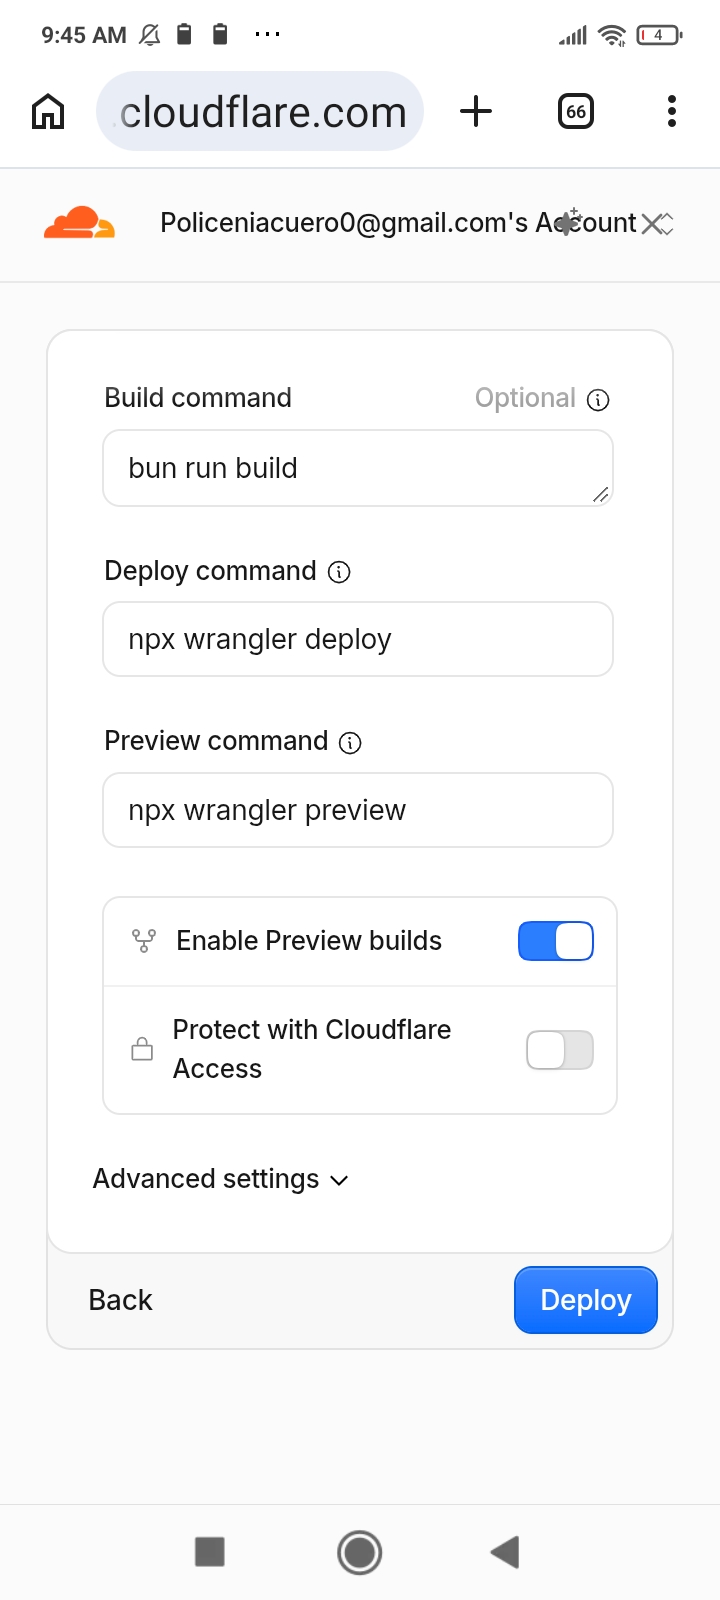 9:45 AM
4
.cloudflare.com
66
Policeniacuero0@gmail.com's Account
Build command
Optional
bun run build
Deploy command
npx wrangler deploy
Preview command
npx wrangler preview
Enable Preview builds
Protect with Cloudflare
Access
Advanced settings
Back
Deploy